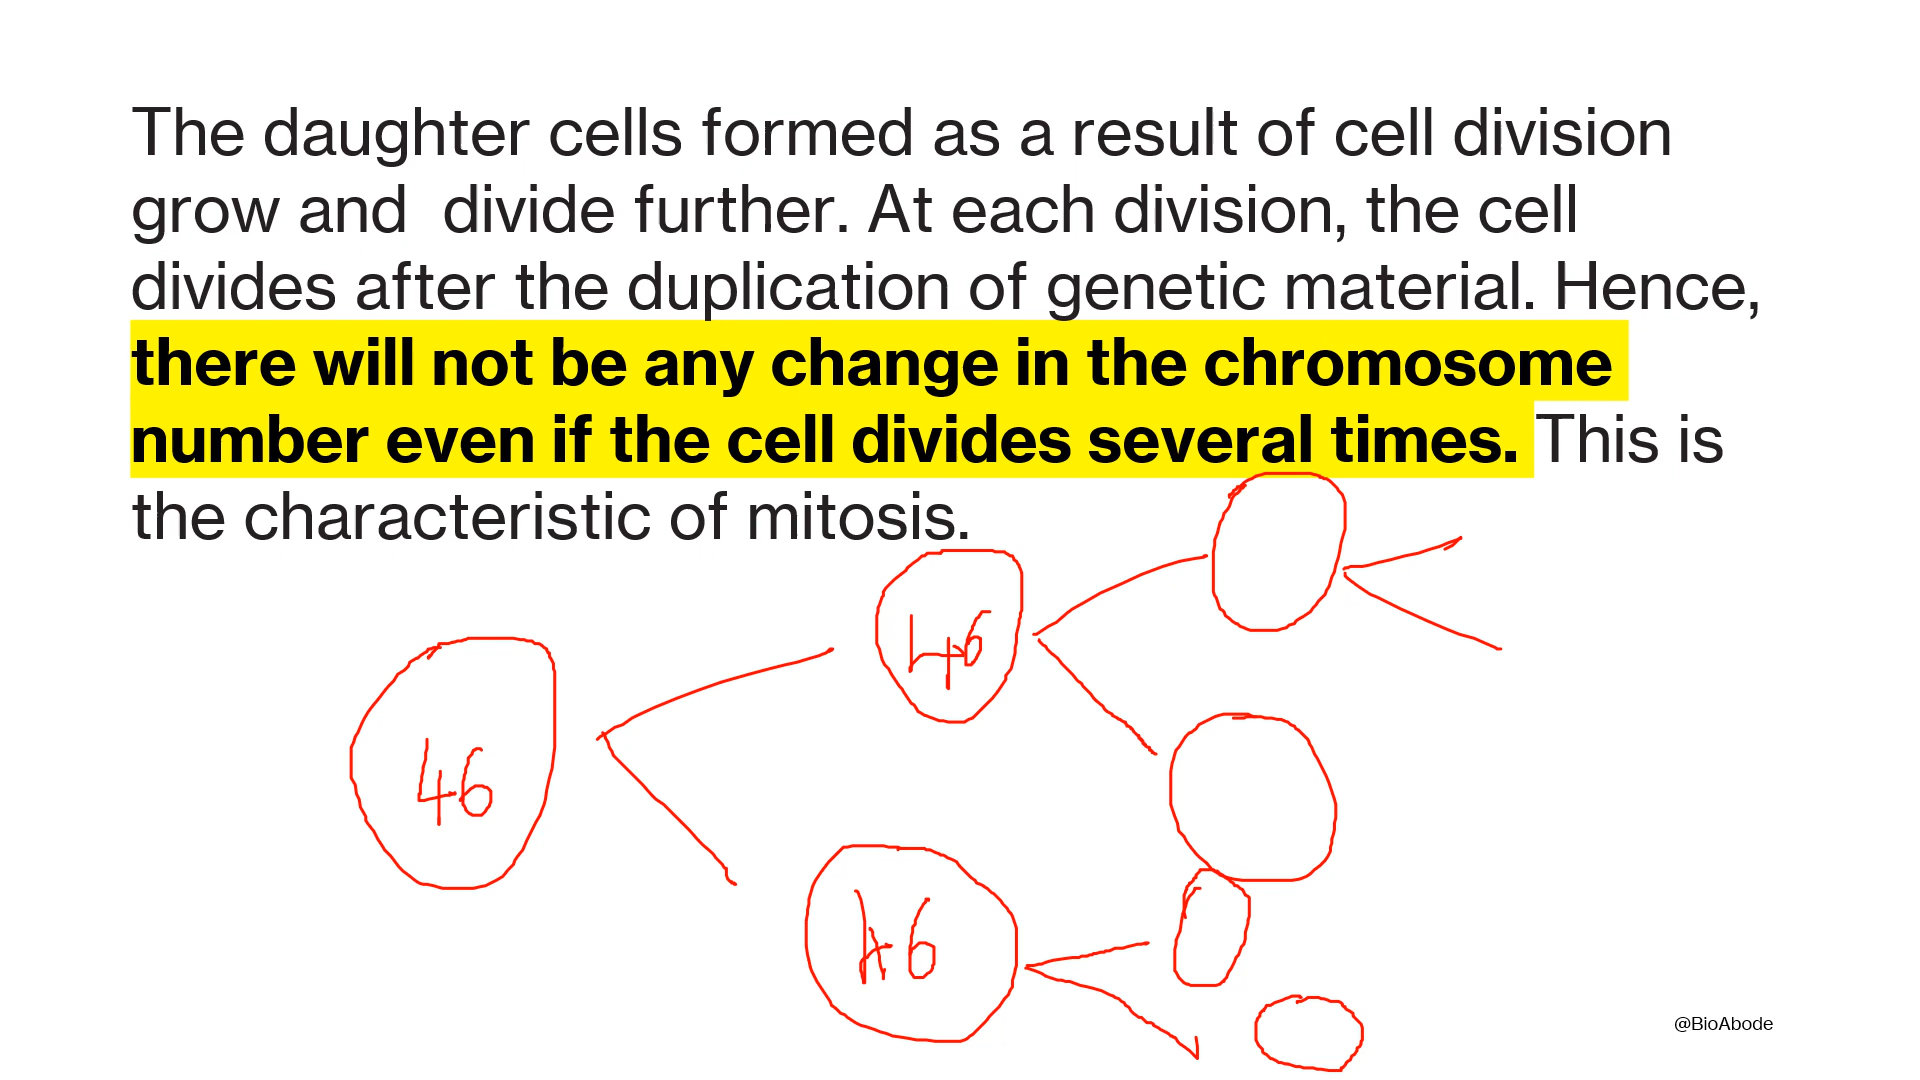 The daughter cells formed as a result of cell division
grow and  divide further. At each division, the cell
divides after the duplication of genetic material. Hence,
there will not be any change in the chromosome
number even if the cell divides several times. This is
the characteristic of mitosis.
46
46
46
@BioAbode